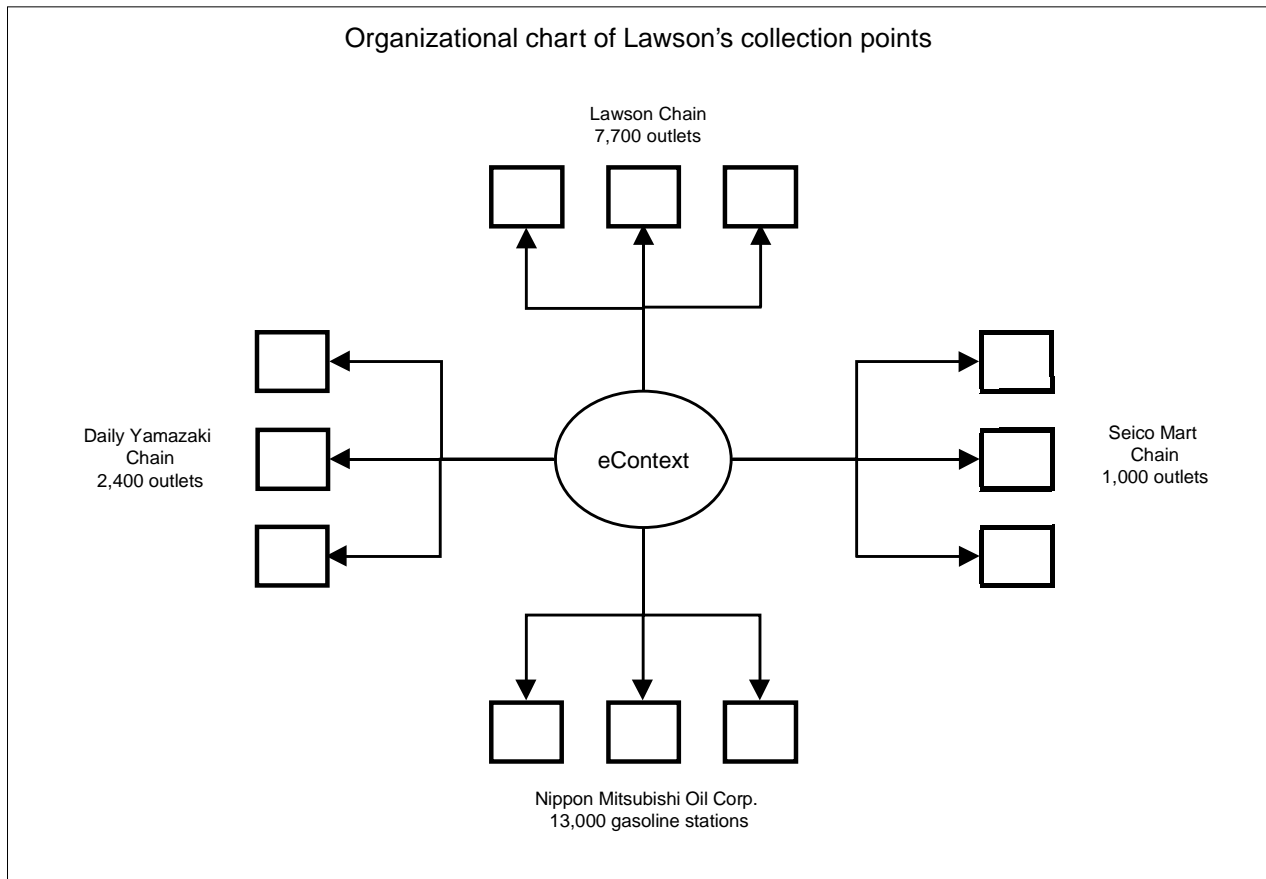 Organizational chart of Lawson’s collection points
Lawson Chain
7,700 outlets
Daily Yamazaki
Chain
2,400 outlets
eContext
Seico Mart
Chain
1,000 outlets
Nippon Mitsubishi Oil Corp.
13,000 gasoline stations